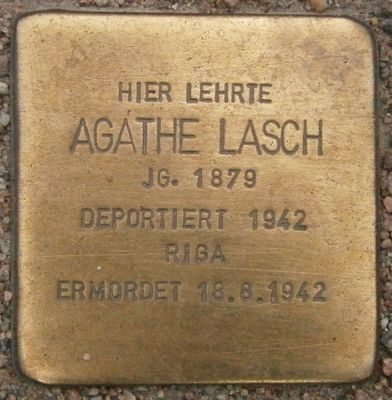 HIER LEHRTE
AGATHE LASCH
JG. 1879
DEPORTIERT 1942
RIGA
ERMORDET 18.8.1942